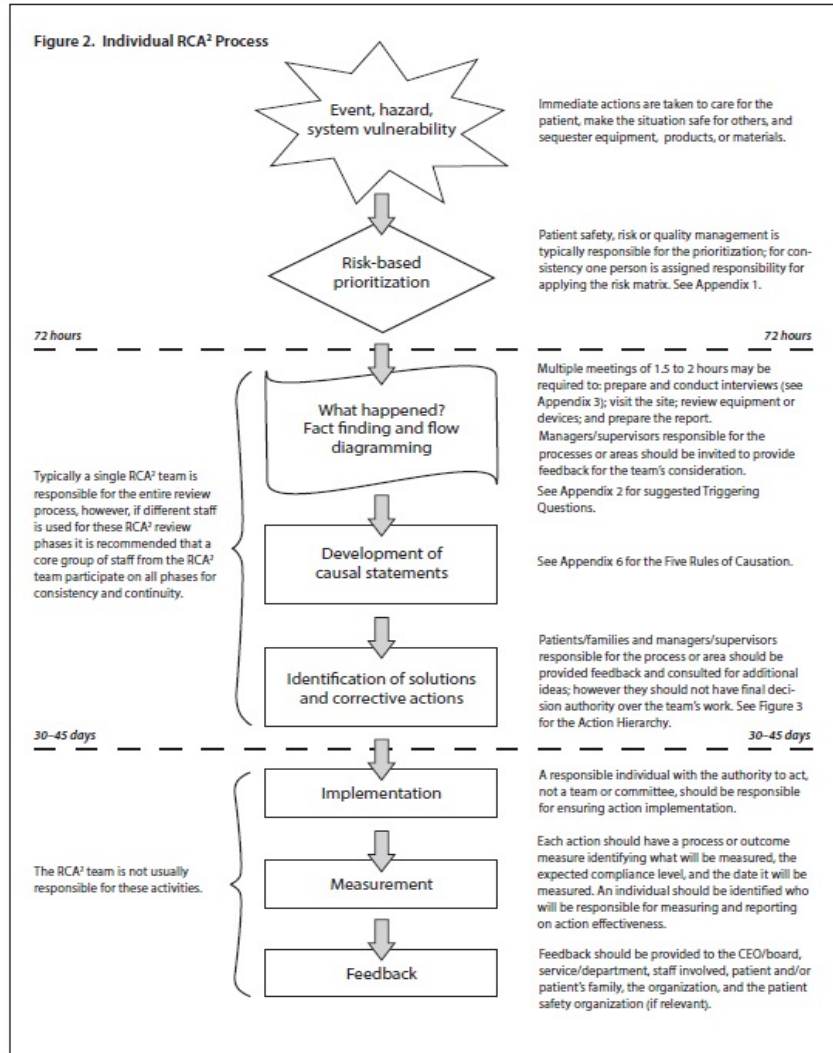 Figure 2.  Individual RCA² Process
Event, hazard,
system vulnerability
Immediate actions are taken to care for the
patient, make the situation safe for others, and
sequester equipment,  products, or materials.
Risk-based
prioritization
Patient safety, risk or quality management is
typically responsible for the prioritization; for con-
sistency one person is assigned responsibility for
applying the risk matrix. See Appendix 1.
72 hours
72 hours
What happened?
Fact finding and flow
diagramming
Multiple meetings of 1.5 to 2 hours may be
required to: prepare and conduct interviews (see
Appendix 3); visit the site; review equipment or
devices; and prepare the report.
Managers/supervisors responsible for the
processes or areas should be invited to provide
feedback for the team's consideration.
See Appendix 2 for suggested Triggering
Questions.
Typically a single RCA² team is
responsible for the entire review
process, however, if different staff
is used for these RCA² review
phases it is recommended that a
core group of staff from the RCA²
team participate on all phases for
consistency and continuity.
Development of
causal statements
See Appendix 6 for the Five Rules of Causation.
Identification of solutions
and corrective actions
Patients/families and managers/supervisors
responsible for the process or area should be
provided feedback and consulted for additional
ideas; however they should not have final deci-
sion authority over the team's work. See Figure 3
for the Action Hierarchy.
30–45 days
30–45 days
Implementation
A responsible individual with the authority to act,
not a team or committee, should be responsible
for ensuring action implementation.
The RCA² team is not usually
responsible for these activities.
Measurement
Each action should have a process or outcome
measure identifying what will be measured, the
expected compliance level, and the date it will be
measured. An individual should be identified who
will be responsible for measuring and reporting
on action effectiveness.
Feedback
Feedback should be provided to the CEO/board,
service/department, staff involved, patient and/or
patient's family, the organization, and the patient
safety organization (if relevant).